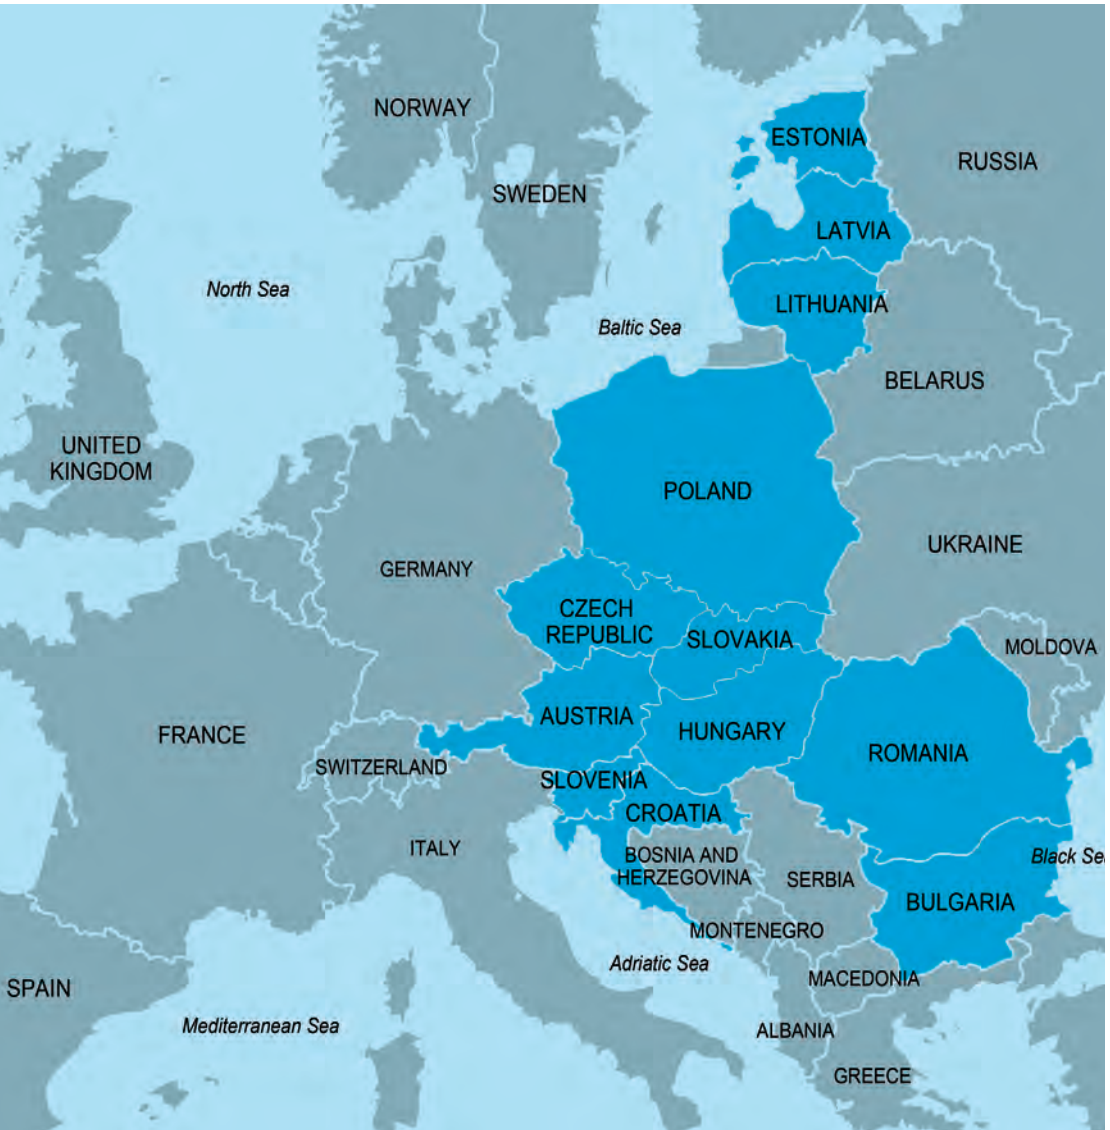 NORWAY
ESTONIA
RUSSIA
SWEDEN
LATVIA
North Sea
LITHUANIA
Baltic Sea
BELARUS
UNITED
KINGDOM
POLAND
UKRAINE
GERMANY
CZECH
REPUBLIC
SLOVAKIA
MOLDOVA
AUSTRIA
HUNGARY
FRANCE
ROMANIA
SWITZERLAND
SLOVENIA
CROATIA
ITALY
BOSNIA AND
HERZEGOVINA
Black Sea
SERBIA
BULGARIA
MONTENEGRO
Adriatic Sea
MACEDONIA
SPAIN
Mediterranean Sea
ALBANIA
GREECE